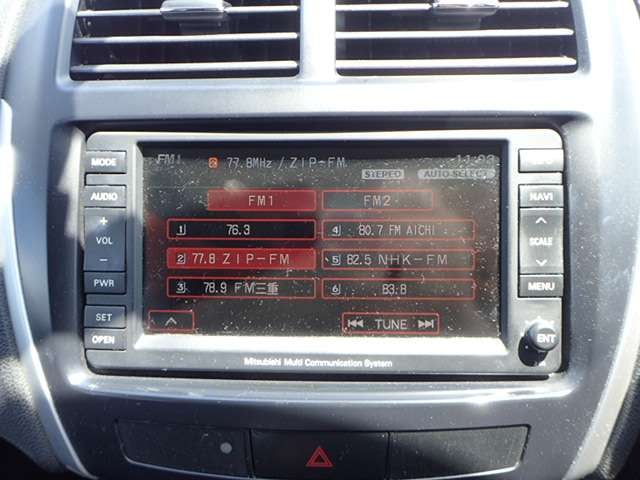 MODE
AUDIO
+
VOL
−
PWR
SET
OPEN
FM1 2 77.8MHz / ZIP-FM
STEREO AUTO-SELECT
FM1 FM2
1 76.3
4 80.7 FM AICHI
2 77.8 ZIP-FM
5 82.5 NHK-FM
3 78.9 FM三重
6 83.8
TUNE
NAVI
SCALE
MENU
ENT
Mitsubishi Multi Communication System